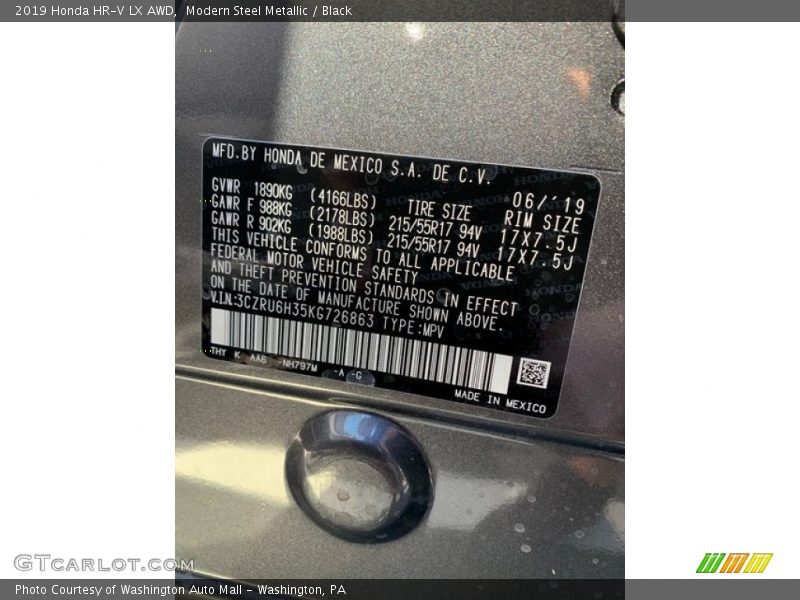 2019 Honda HR-V LX AWD, Modern Steel Metallic / Black
MFD.BY HONDA DE MEXICO S.A. DE C.V.
06/'19
GVWR 1890KG (4166LBS) TIRE SIZE RIM SIZE
GAWR F 988KG (2178LBS) 215/55R17 94V 17X7.5J
GAWR R 902KG (1988LBS) 215/55R17 94V 17X7.5J
THIS VEHICLE CONFORMS TO ALL APPLICABLE
FEDERAL MOTOR VEHICLE SAFETY
AND THEFT PREVENTION STANDARDS IN EFFECT
ON THE DATE OF MANUFACTURE SHOWN ABOVE.
V.I.N:3CZRU6H35KG726863 TYPE:MPV
THY K AA6 -NH797M -A -G
MADE IN MEXICO
GTcarlot.com
Photo Courtesy of Washington Auto Mall - Washington, PA